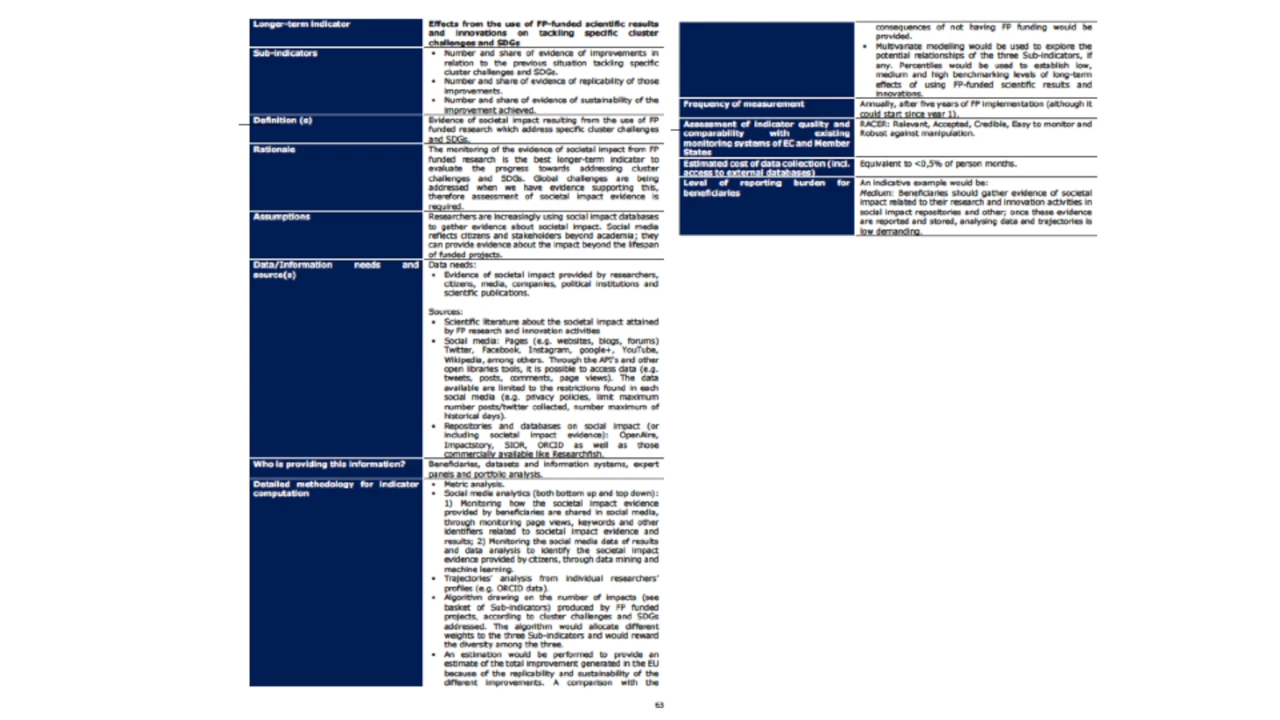 Longer-term indicator
Effects from the use of FP-funded scientific results
and innovations on tackling specific cluster
challenges and SDGs
Sub-indicators
• Number and share of evidence of improvements in
relation to the previous situation tackling specific
cluster challenges and SDGs.
• Number and share of evidence of replicability of those
improvements.
• Number and share of evidence of sustainability of the
improvement achieved.
Definition (s)
Evidence of societal impact resulting from the use of FP
funded research which address specific cluster challenges
and SDGs.
Rationale
The monitoring of the evidence of societal impact from FP
funded research is the best longer-term indicator to
evaluate the progress towards addressing cluster
challenges and SDGs. Global challenges are being
addressed when we have evidence supporting this,
therefore assessment of societal impact evidence is
required.
Assumptions
Researchers are increasingly using social impact databases
to gather evidence about societal impact. Social media
reflects citizens and stakeholders beyond academia; they
can provide evidence about the impact beyond the lifespan
of funded projects.
Data/Information needs and
source(s)
Data needs:
• Evidence of societal impact provided by researchers,
citizens, media, companies, political institutions and
scientific publications.
Sources:
• Scientific literature about the societal impact attained
by FP research and innovation activities
• Social media: Pages (e.g. websites, blogs, forums)
Twitter, Facebook, Instagram, google+, YouTube,
Wikipedia, among others. Through the API's and other
open libraries tools, it is possible to access data (e.g.
tweets, posts, comments, page views). The data
available are limited to the restrictions found in each
social media (e.g. privacy policies, limit maximum
number posts/twitter collected, number maximum of
historical days).
• Repositories and databases on social impact (or
including societal impact evidence): OpenAire,
Impactstory, SIOR, ORCID as well as those
commercially available like Researchfish.
Who is providing this information?
Beneficiaries, datasets and information systems, expert
panels and portfolio analysis.
Detailed methodology for indicator
computation
• Metric analysis.
• Social media analytics (both bottom up and top down):
1) Monitoring how the societal impact evidence
provided by beneficiaries are shared in social media,
through monitoring page views, keywords and other
identifiers related to societal impact evidence and
results; 2) Monitoring the social media data of results
and data analysis to identify the societal impact
evidence provided by citizens, through data mining and
machine learning.
• Trajectories' analysis from individual researchers'
profiles (e.g. ORCID data).
• Algorithm drawing on the number of impacts (see
basket of Sub-indicators) produced by FP funded
projects, according to cluster challenges and SDGs
addressed. The algorithm would allocate different
weights to the three Sub-indicators and would reward
the diversity among the three.
• An estimation would be performed to provide an
estimate of the total improvement generated in the EU
because of the replicability and sustainability of the
different improvements. A comparison with the
63
consequences of not having FP funding would be
provided.
• Multivariate modelling would be used to explore the
potential relationships of the three Sub-indicators, if
any. Percentiles would be used to establish low,
medium and high benchmarking levels of long-term
effects of using FP-funded scientific results and
innovations.
Frequency of measurement
Annually, after five years of FP implementation (although it
could start since year 1).
Assessment of indicator quality and
comparability with existing
monitoring systems of EC and Member
States
RACER: Relevant, Accepted, Credible, Easy to monitor and
Robust against manipulation.
Estimated cost of data collection (incl.
access to external databases)
Equivalent to <0,5% of person months.
Level of reporting burden for
beneficiaries
An indicative example would be:
Medium: Beneficiaries should gather evidence of societal
impact related to their research and innovation activities in
social impact repositories and other; once these evidence
are reported and stored, analysing data and trajectories is
low demanding.